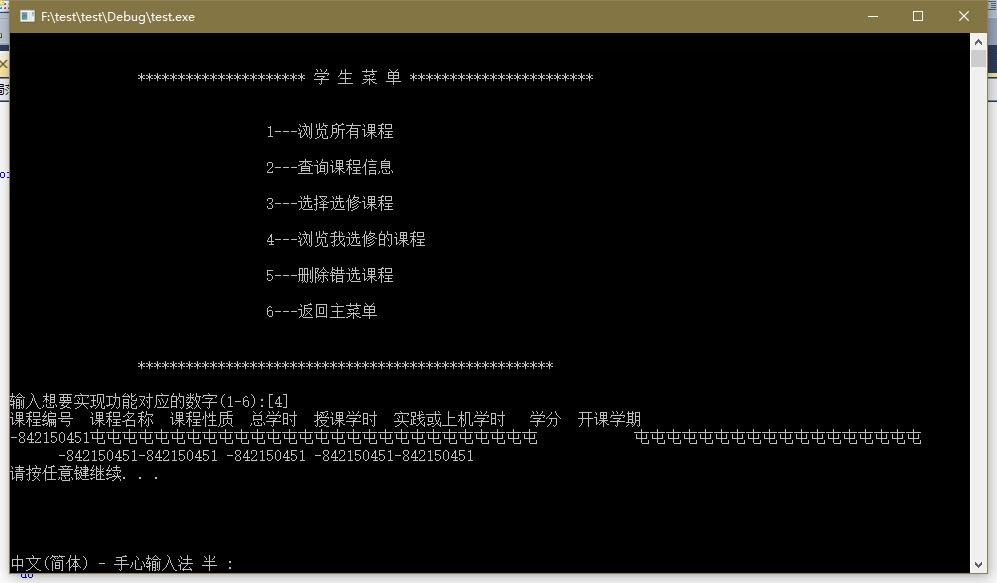 F:\test\test\Debug\test.exe
********************* 学 生 菜 单 ***********************
1---浏览所有课程
2---查询课程信息
3---选择选修课程
4---浏览我选修的课程
5---删除错选课程
6---返回主菜单
****************************************************
输入想要实现功能对应的数字(1-6):[4]
课程编号  课程名称  课程性质  总学时  授课学时  实践或上机学时   学分  开课学期
-842150451屯屯屯屯屯屯屯屯屯屯屯屯屯屯屯屯屯屯屯屯屯屯屯屯屯屯屯屯            屯屯屯屯屯屯屯屯屯屯屯屯屯屯屯屯屯屯
-842150451-842150451 -842150451 -842150451-842150451
请按任意键继续. . .
中文(简体) - 手心输入法 半 :